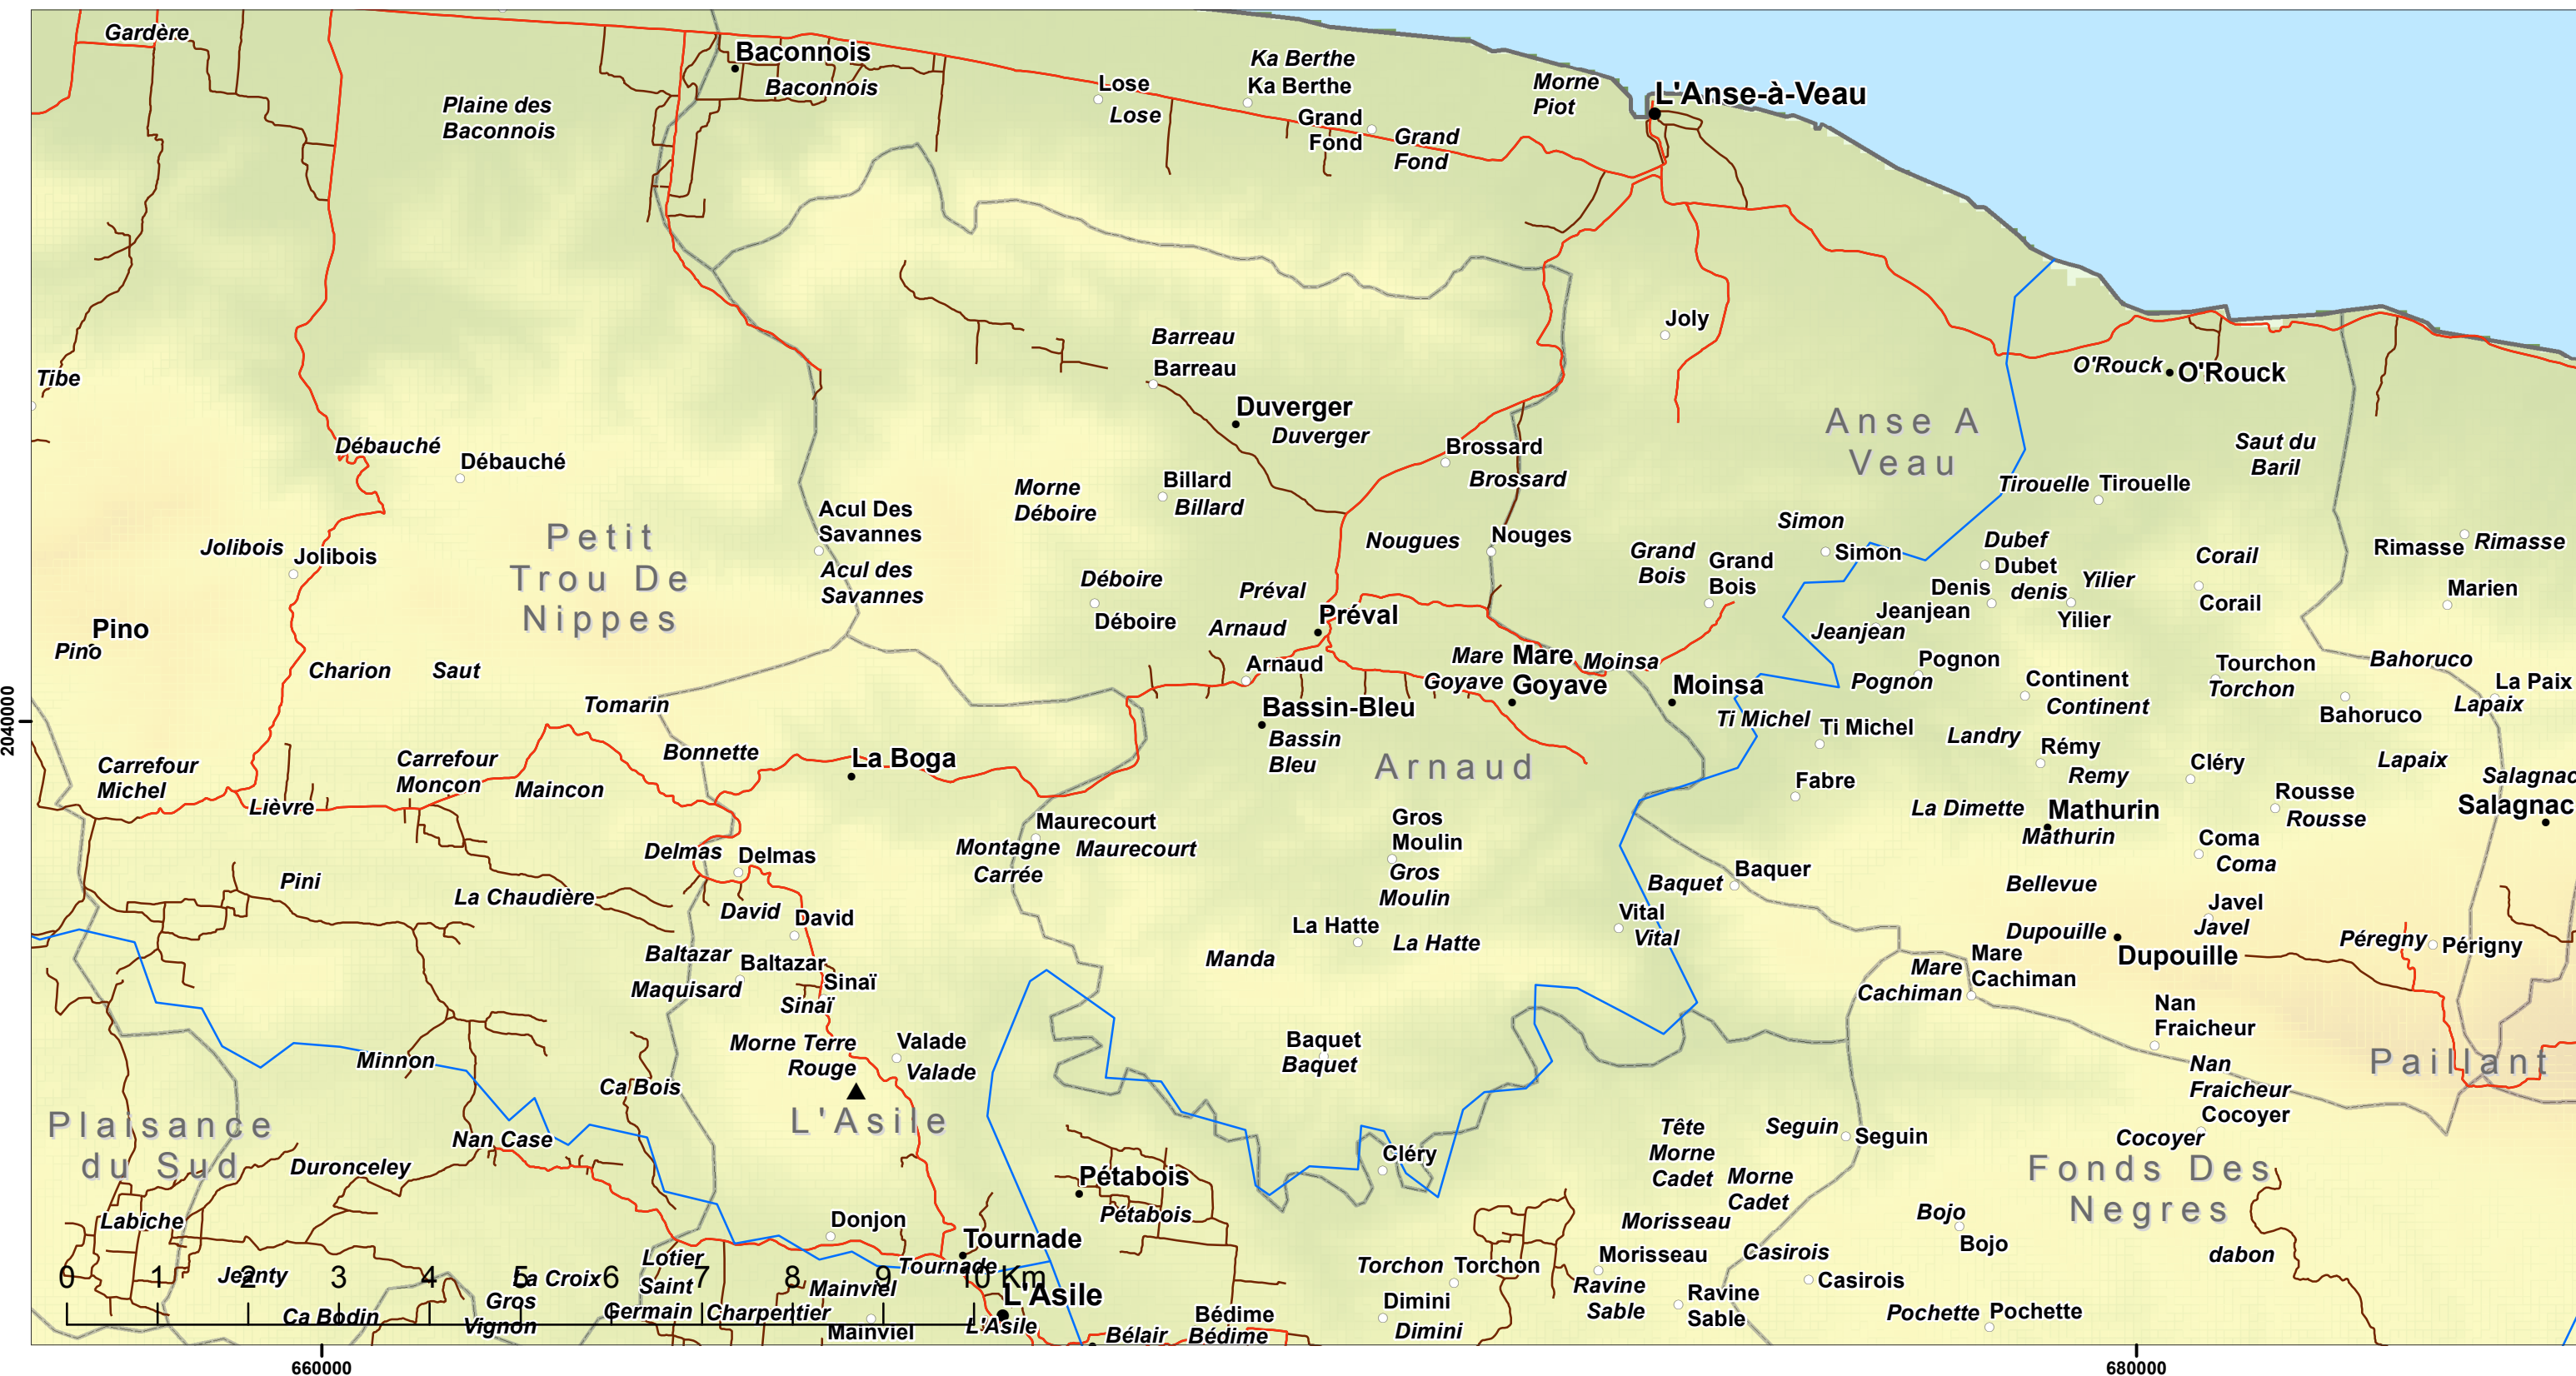 Gardère
Baconnois
Baconnois
Plaine des
Baconnois
Lose
Lose
Ka Berthe
Ka Berthe
Grand
Fond
Grand
Fond
Morne
Piot
L'Anse-à-Veau
Tibe
Débauché
Débauché
Barreau
Barreau
Duverger
Duverger
Joly
O'Rouck
O'Rouck
Anse A
Veau
Brossard
Brossard
Saut du
Baril
Morne
Déboire
Billard
Billard
Tirouelle
Tirouelle
Acul Des
Savannes
Acul des
Savannes
Petit
Trou De
Nippes
Jolibois
Jolibois
Nougues
Nouges
Grand
Bois
Grand
Bois
Simon
Simon
Dubef
Dubet
Denis
denis
Yilier
Yilier
Corail
Corail
Rimasse
Rimasse
Marien
Déboire
Déboire
Préval
Préval
Arnaud
Arnaud
Jeanjean
Jeanjean
Pino
Pino
Charion
Saut
Tomarin
Mare
Goyave
Mare
Goyave
Moinsa
Moinsa
Pognon
Pognon
Continent
Continent
Tourchon
Torchon
Bahoruco
Bahoruco
La Paix
Lapaix
2040000
Bassin-Bleu
Bassin
Bleu
Ti Michel
Ti Michel
Landry
Rémy
Remy
Cléry
Lapaix
Salagnac
Salagnac
Carrefour
Michel
Carrefour
Moncon
Maincon
Lièvre
Bonnette
La Boga
Arnaud
Fabre
La Dimette
Mathurin
Mathurin
Rousse
Rousse
Maurecourt
Maurecourt
Montagne
Carrée
Gros
Moulin
Gros
Moulin
Coma
Coma
Delmas
Delmas
Pini
La Chaudière
David
David
Baquet
Baquer
Bellevue
Javel
Javel
La Hatte
La Hatte
Vital
Vital
Dupouille
Dupouille
Péregny
Périgny
Baltazar
Baltazar
Maquisard
Sinaï
Sinaï
Manda
Mare
Cachiman
Mare
Cachiman
Nan
Fraicheur
Nan
Fraicheur
Morne Terre
Rouge
Valade
Valade
Baquet
Baquet
Minnon
Ca Bois
Paillant
L'Asile
Plaisance
du Sud
Nan Case
Duronceley
Cléry
Tête
Morne
Cadet
Morne
Cadet
Seguin
Seguin
Cocoyer
Cocoyer
Fonds Des
Negres
Pétabois
Pétabois
Labiche
Donjon
Tournade
Tournade
Morisseau
Morisseau
Bojo
Bojo
Casirois
Casirois
dabon
Torchon
Torchon
Lotier
Saint
Germain
Jeanty
La Croix
Gros
Vignon
Ca Bodin
Charpentier
Mainviel
Mainviel
L'Asile
L'Asile
Bélair
Bédime
Bédime
Dimini
Dimini
Ravine
Sable
Ravine
Sable
Pochette
Pochette
0 1 2 3 4 5 6 7 8 9 10 Km
660000
680000